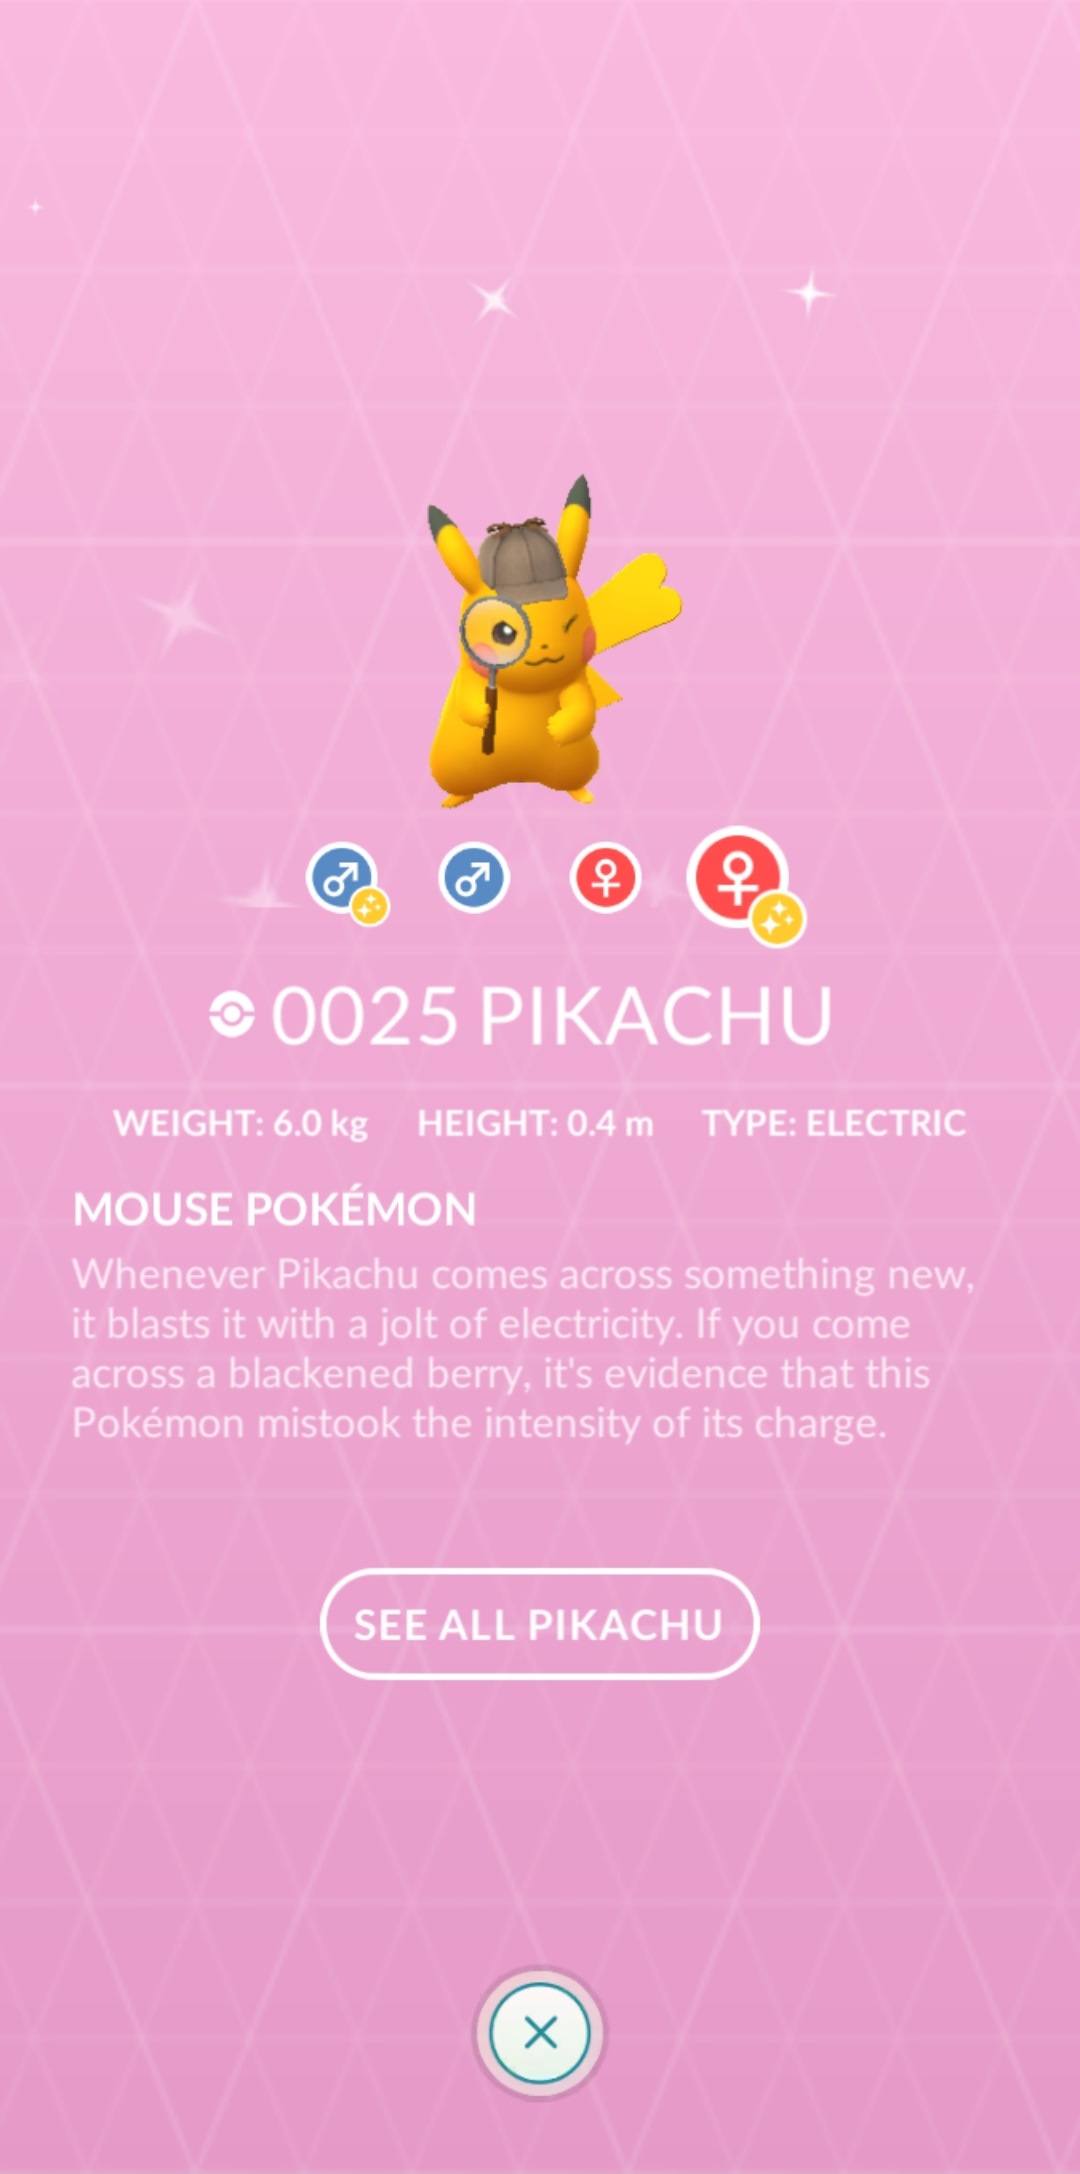 0025 PIKACHU
WEIGHT: 6.0 kg HEIGHT: 0.4 m TYPE: ELECTRIC
MOUSE POKÉMON
Whenever Pikachu comes across something new,
it blasts it with a jolt of electricity. If you come
across a blackened berry, it's evidence that this
Pokémon mistook the intensity of its charge.
SEE ALL PIKACHU